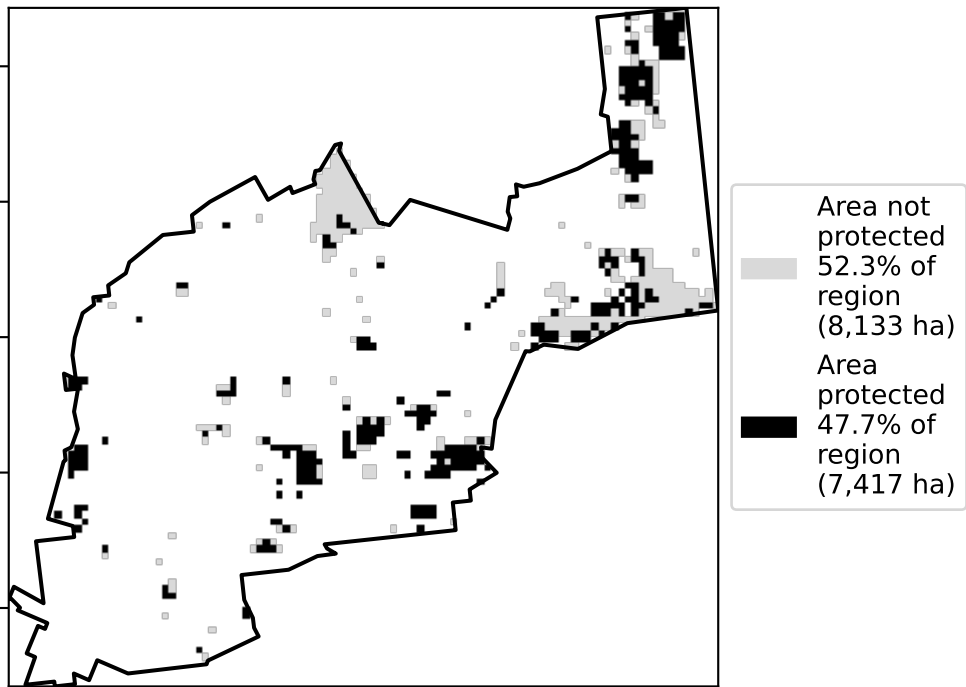 Area not
protected
52.3% of
region
(8,133 ha)
Area
protected
47.7% of
region
(7,417 ha)